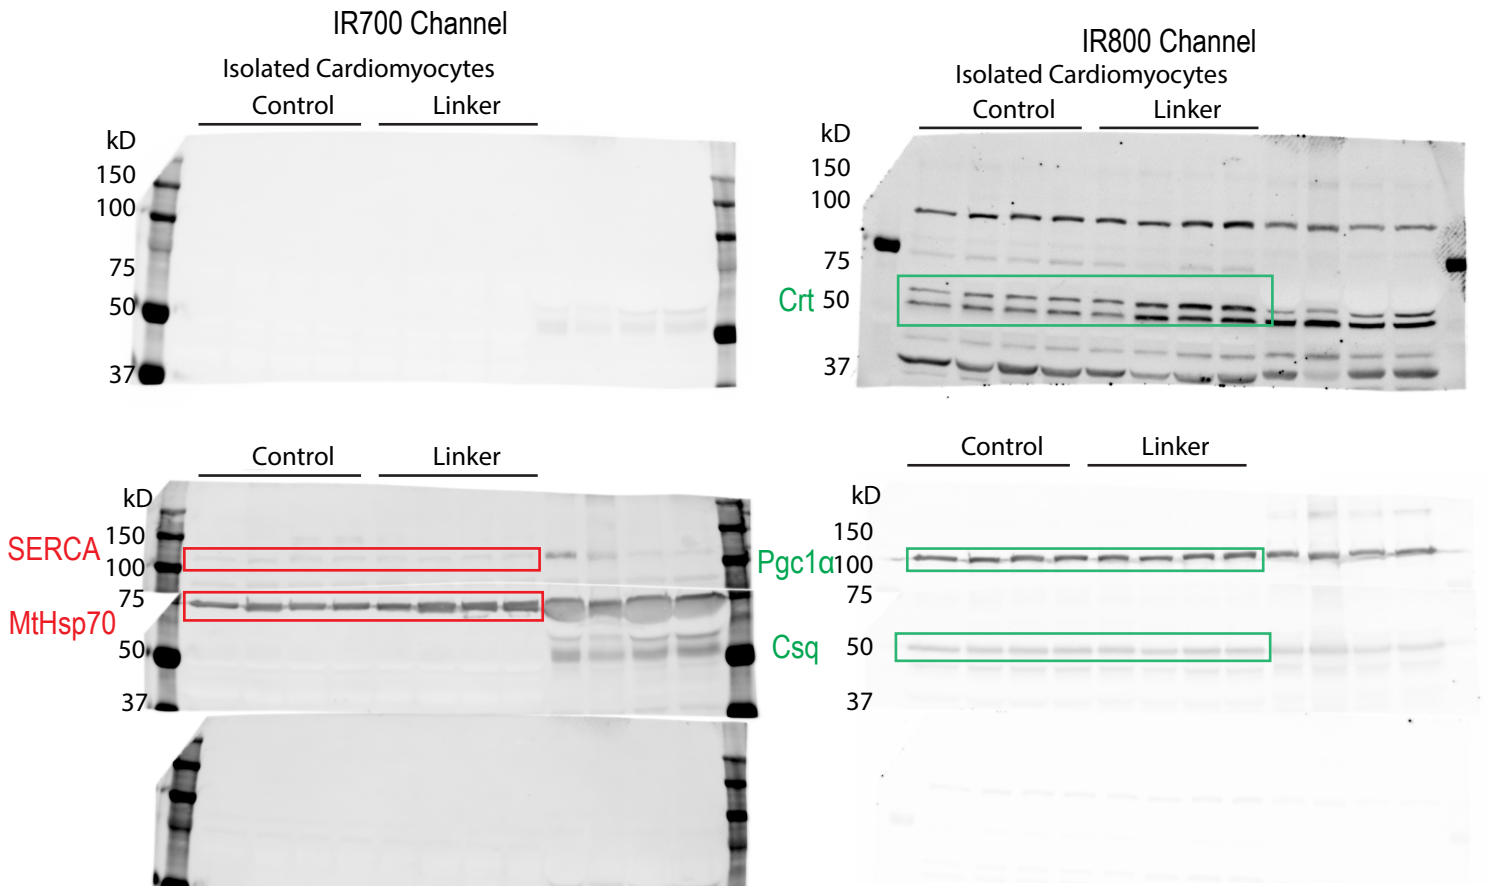 IR700 Channel
Isolated Cardiomyocytes
Control Linker
kD
150
100
75
50
37
IR800 Channel
Isolated Cardiomyocytes
Control Linker
kD
150
100
75
Crt 50
37
Control Linker
kD
SERCA 150
100
75
MtHsp70
50
37
Control Linker
kD
150
Pgc1α 100
75
Csq 50
37